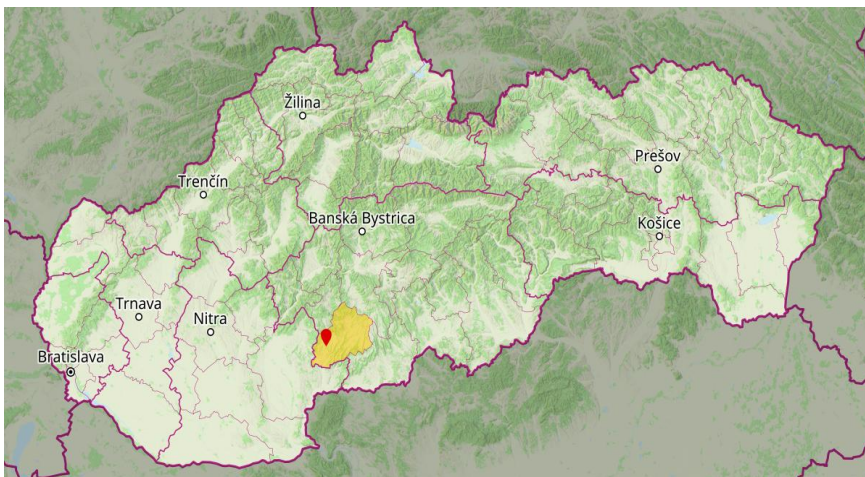 Žilina
Prešov
Trenčín
Banská Bystrica
Košice
Trnava
Nitra
Bratislava